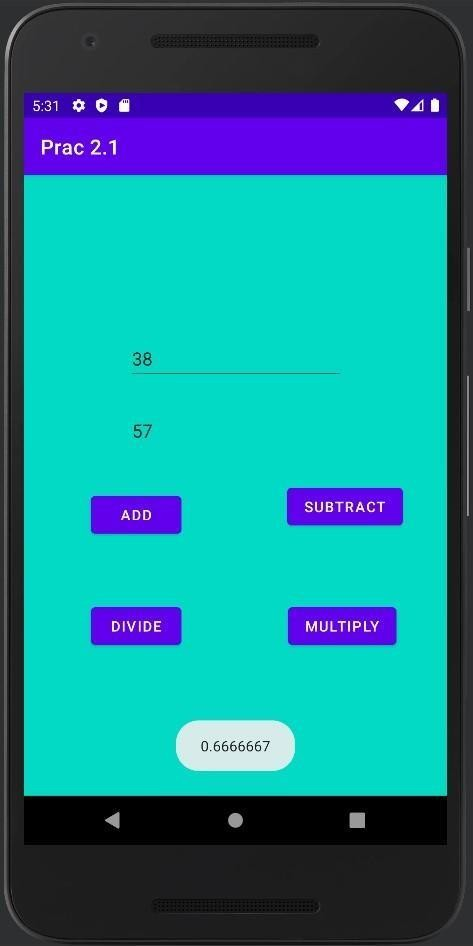 5:31
Prac 2.1
38
57
ADD
SUBTRACT
DIVIDE
MULTIPLY
0.6666667